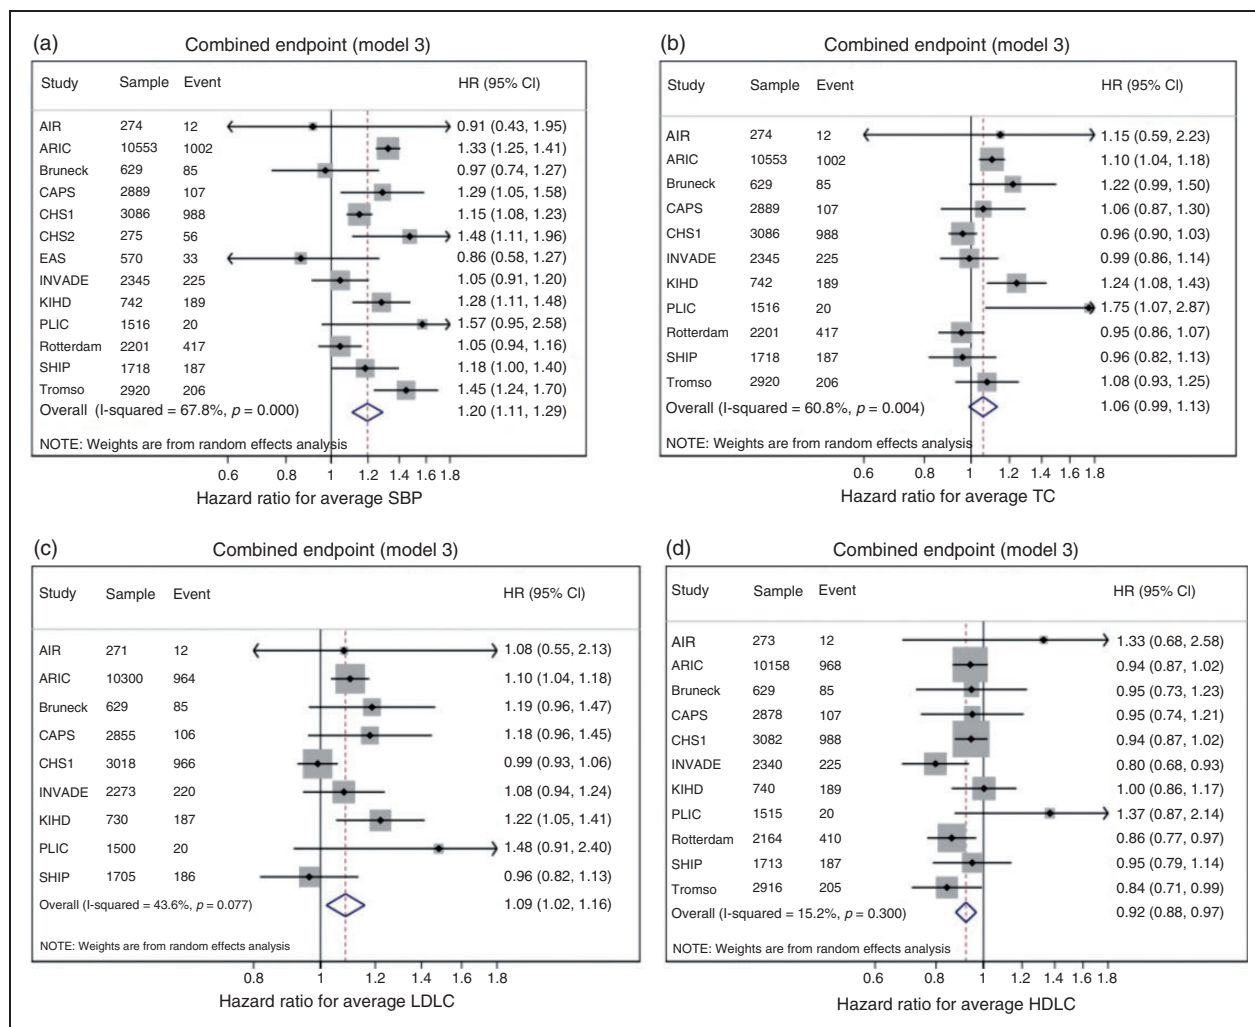 (a)
Combined endpoint (model 3)
Study Sample Event HR (95% CI)
AIR 274 12 0.91 (0.43, 1.95)
ARIC 10553 1002 1.33 (1.25, 1.41)
Bruneck 629 85 0.97 (0.74, 1.27)
CAPS 2889 107 1.29 (1.05, 1.58)
CHS1 3086 988 1.15 (1.08, 1.23)
CHS2 275 56 1.48 (1.11, 1.96)
EAS 570 33 0.86 (0.58, 1.27)
INVADE 2345 225 1.05 (0.91, 1.20)
KIHD 742 189 1.28 (1.11, 1.48)
PLIC 1516 20 1.57 (0.95, 2.58)
Rotterdam 2201 417 1.05 (0.94, 1.16)
SHIP 1718 187 1.18 (1.00, 1.40)
Tromso 2920 206 1.45 (1.24, 1.70)
Overall (I-squared = 67.8%, p = 0.000) 1.20 (1.11, 1.29)
NOTE: Weights are from random effects analysis
0.6 0.8 1 1.2 1.4 1.6 1.8
Hazard ratio for average SBP
(b)
Combined endpoint (model 3)
Study Sample Event HR (95% CI)
AIR 274 12 1.15 (0.59, 2.23)
ARIC 10553 1002 1.10 (1.04, 1.18)
Bruneck 629 85 1.22 (0.99, 1.50)
CAPS 2889 107 1.06 (0.87, 1.30)
CHS1 3086 988 0.96 (0.90, 1.03)
INVADE 2345 225 0.99 (0.86, 1.14)
KIHD 742 189 1.24 (1.08, 1.43)
PLIC 1516 20 1.75 (1.07, 2.87)
Rotterdam 2201 417 0.95 (0.86, 1.07)
SHIP 1718 187 0.96 (0.82, 1.13)
Tromso 2920 206 1.08 (0.93, 1.25)
Overall (I-squared = 60.8%, p = 0.004) 1.06 (0.99, 1.13)
NOTE: Weights are from random effects analysis
0.6 0.8 1 1.2 1.4 1.6 1.8
Hazard ratio for average TC
(c)
Combined endpoint (model 3)
Study Sample Event HR (95% CI)
AIR 271 12 1.08 (0.55, 2.13)
ARIC 10300 964 1.10 (1.04, 1.18)
Bruneck 629 85 1.19 (0.96, 1.47)
CAPS 2855 106 1.18 (0.96, 1.45)
CHS1 3018 966 0.99 (0.93, 1.06)
INVADE 2273 220 1.08 (0.94, 1.24)
KIHD 730 187 1.22 (1.05, 1.41)
PLIC 1500 20 1.48 (0.91, 2.40)
SHIP 1705 186 0.96 (0.82, 1.13)
Overall (I-squared = 43.6%, p = 0.077) 1.09 (1.02, 1.16)
NOTE: Weights are from random effects analysis
0.8 1 1.2 1.4 1.6 1.8
Hazard ratio for average LDLC
(d)
Combined endpoint (model 3)
Study Sample Event HR (95% CI)
AIR 273 12 1.33 (0.68, 2.58)
ARIC 10158 968 0.94 (0.87, 1.02)
Bruneck 629 85 0.95 (0.73, 1.23)
CAPS 2878 107 0.95 (0.74, 1.21)
CHS1 3082 988 0.94 (0.87, 1.02)
INVADE 2340 225 0.80 (0.68, 0.93)
KIHD 740 189 1.00 (0.86, 1.17)
PLIC 1515 20 1.37 (0.87, 2.14)
Rotterdam 2164 410 0.86 (0.77, 0.97)
SHIP 1713 187 0.95 (0.79, 1.14)
Tromso 2916 205 0.84 (0.71, 0.99)
Overall (I-squared = 15.2%, p = 0.300) 0.92 (0.88, 0.97)
NOTE: Weights are from random effects analysis
0.6 0.8 1 1.2 1.4 1.6 1.8
Hazard ratio for average HDLC